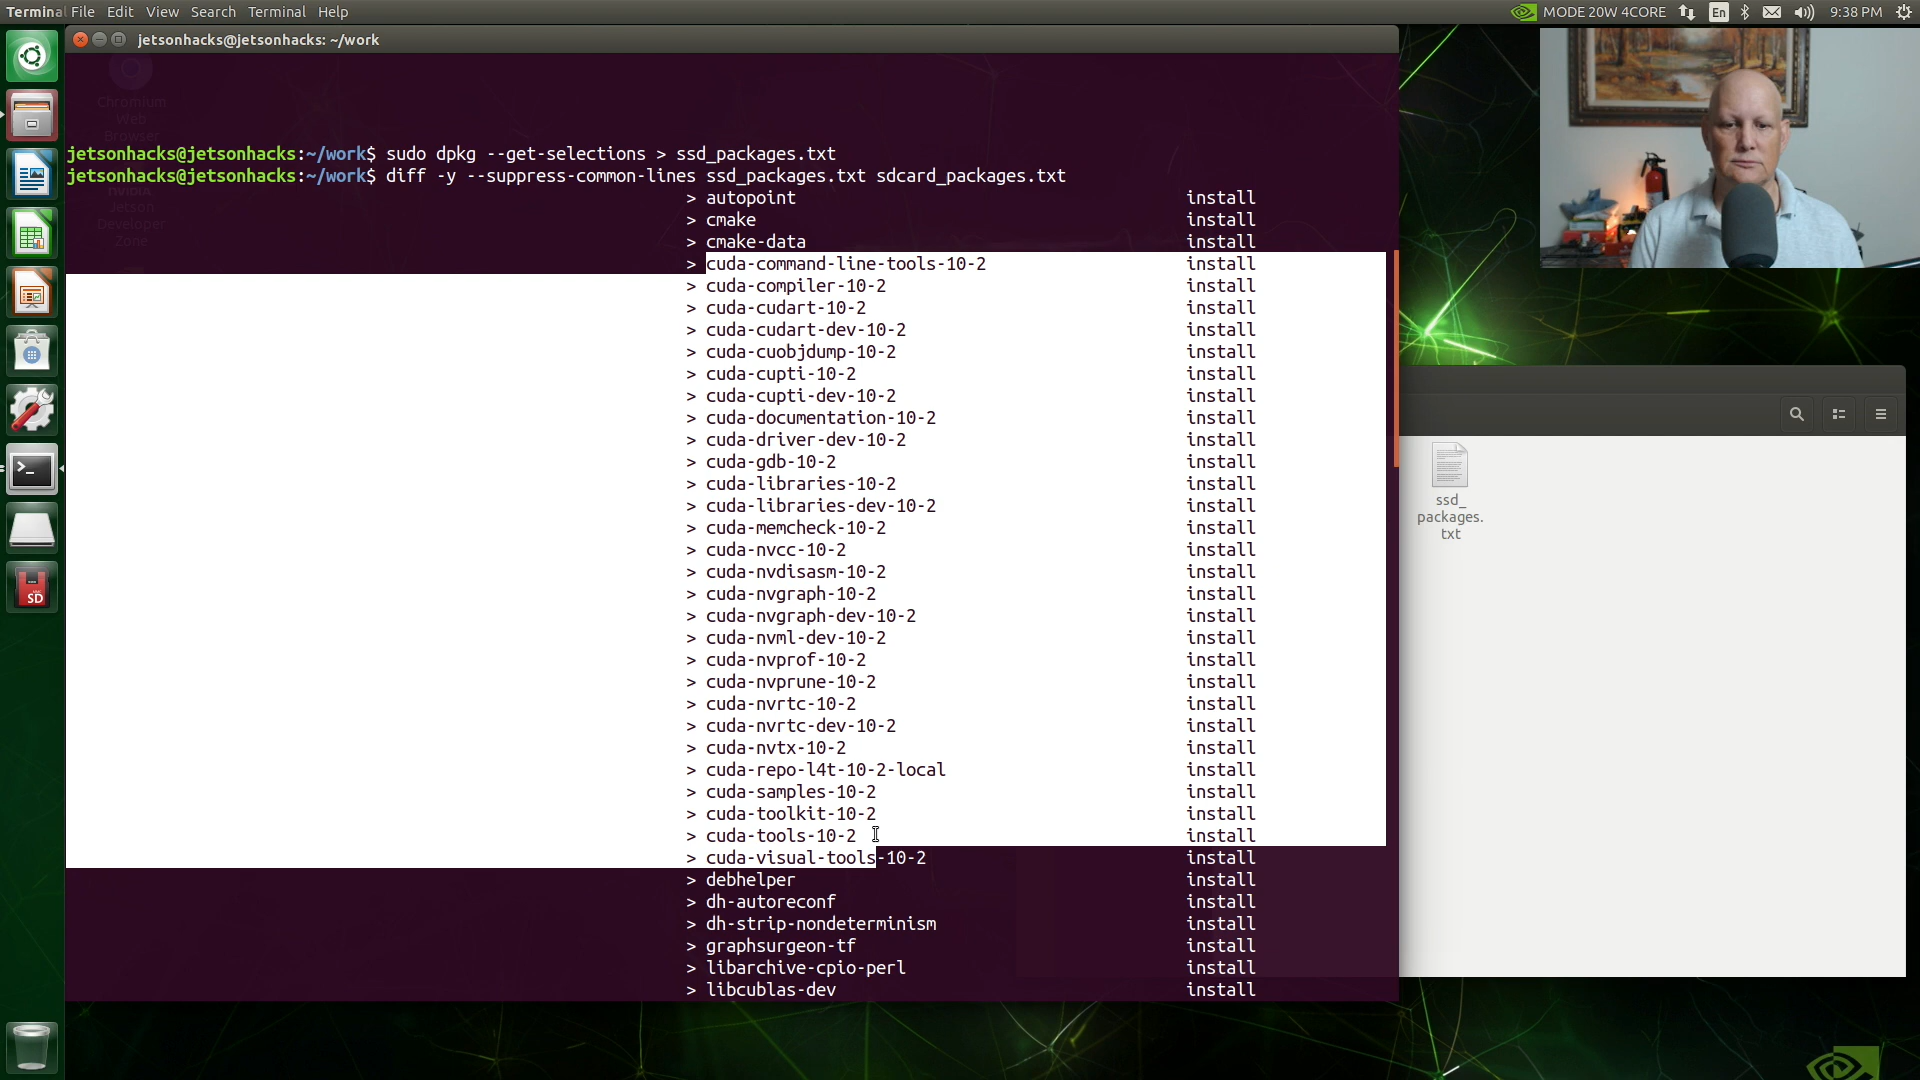 Terminal File Edit View Search Terminal Help
MODE 20W 4CORE En 9:38 PM
jetsonhacks@jetsonhacks: ~/work
Chromium
Web
Browser
jetsonhacks@jetsonhacks:~/work$ sudo dpkg --get-selections > ssd_packages.txt
jetsonhacks@jetsonhacks:~/work$ diff -y --suppress-common-lines ssd_packages.txt sdcard_packages.txt
NVIDIA
Jetson
Developer
Zone
> autopoint install
> cmake install
> cmake-data install
> cuda-command-line-tools-10-2 install
> cuda-compiler-10-2 install
> cuda-cudart-10-2 install
> cuda-cudart-dev-10-2 install
> cuda-cuobjdump-10-2 install
> cuda-cupti-10-2 install
> cuda-cupti-dev-10-2 install
> cuda-documentation-10-2 install
> cuda-driver-dev-10-2 install
> cuda-gdb-10-2 install
> cuda-libraries-10-2 install
> cuda-libraries-dev-10-2 install
> cuda-memcheck-10-2 install
> cuda-nvcc-10-2 install
> cuda-nvdisasm-10-2 install
> cuda-nvgraph-10-2 install
> cuda-nvgraph-dev-10-2 install
> cuda-nvml-dev-10-2 install
> cuda-nvprof-10-2 install
> cuda-nvprune-10-2 install
> cuda-nvrtc-10-2 install
> cuda-nvrtc-dev-10-2 install
> cuda-nvtx-10-2 install
> cuda-repo-l4t-10-2-local install
> cuda-samples-10-2 install
> cuda-toolkit-10-2 install
> cuda-tools-10-2 install
> cuda-visual-tools-10-2 install
> debhelper install
> dh-autoreconf install
> dh-strip-nondeterminism install
> graphsurgeon-tf install
> libarchive-cpio-perl install
> libcublas-dev install
ssd_
packages.
txt
SD